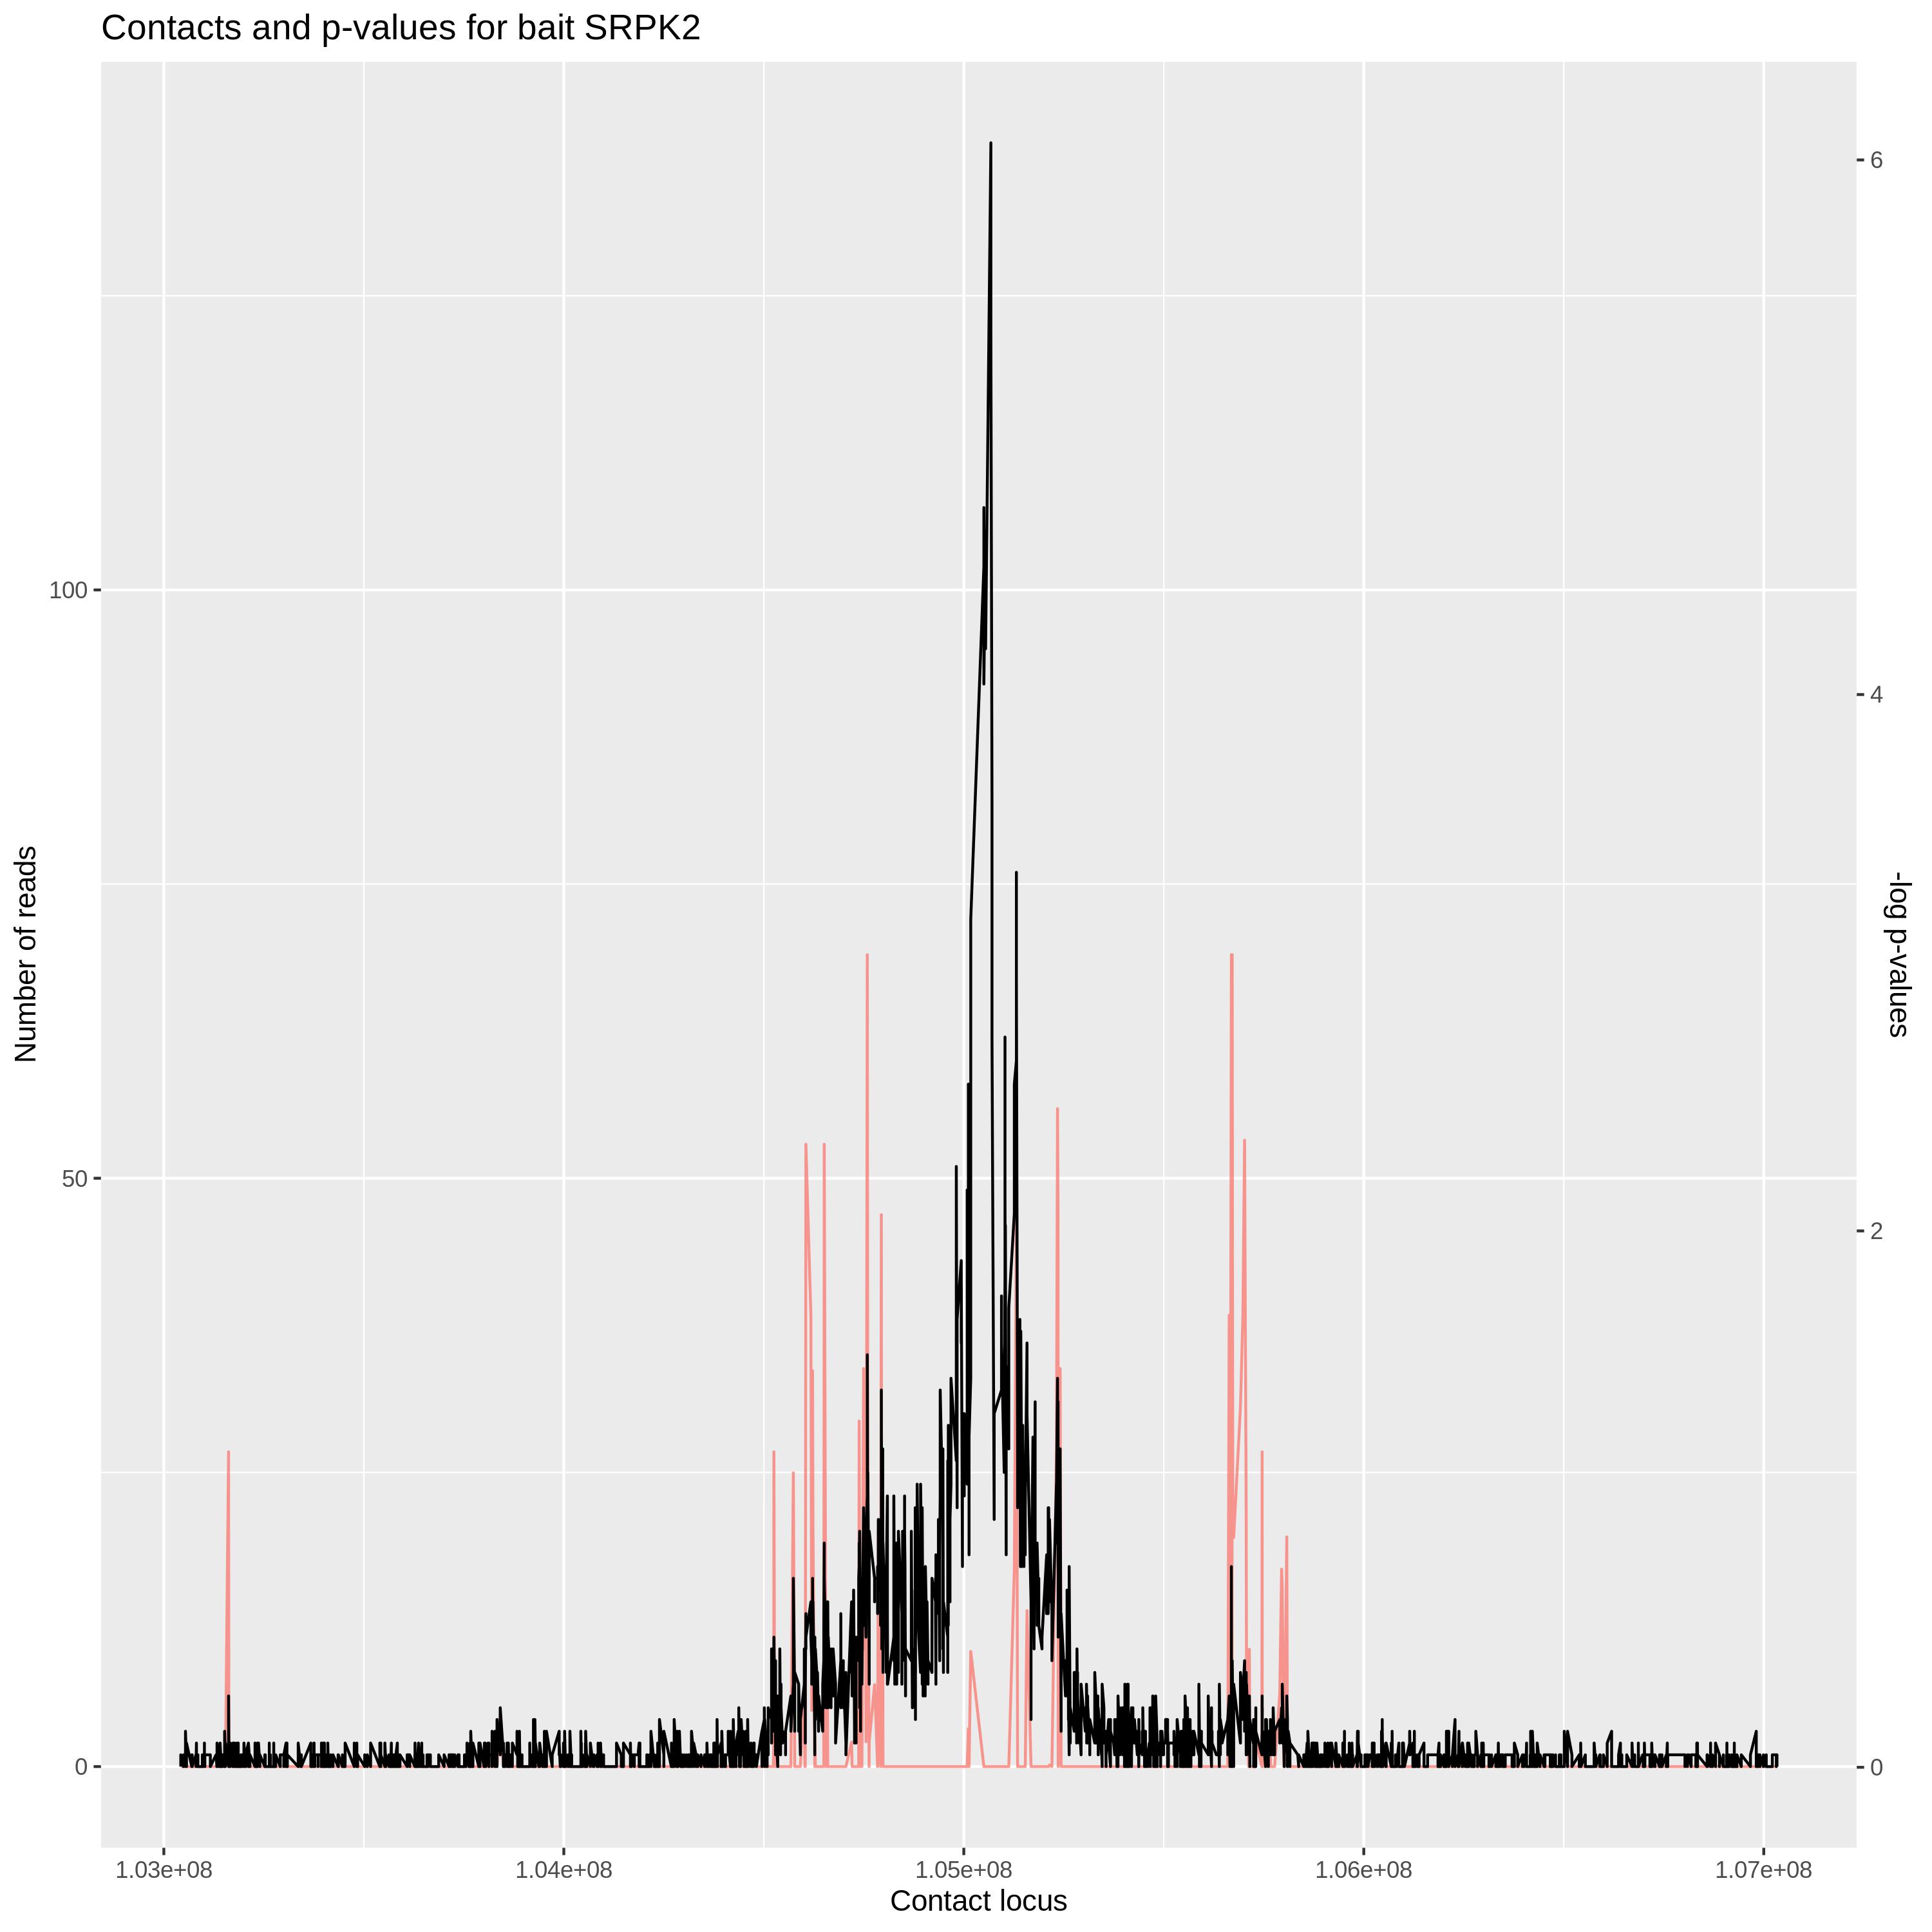 Contacts and p-values for bait SRPK2
Number of reads
100
50
0
6
4
2
0
-log p-values
1.03e+08 1.04e+08 1.05e+08 1.06e+08 1.07e+08
Contact locus